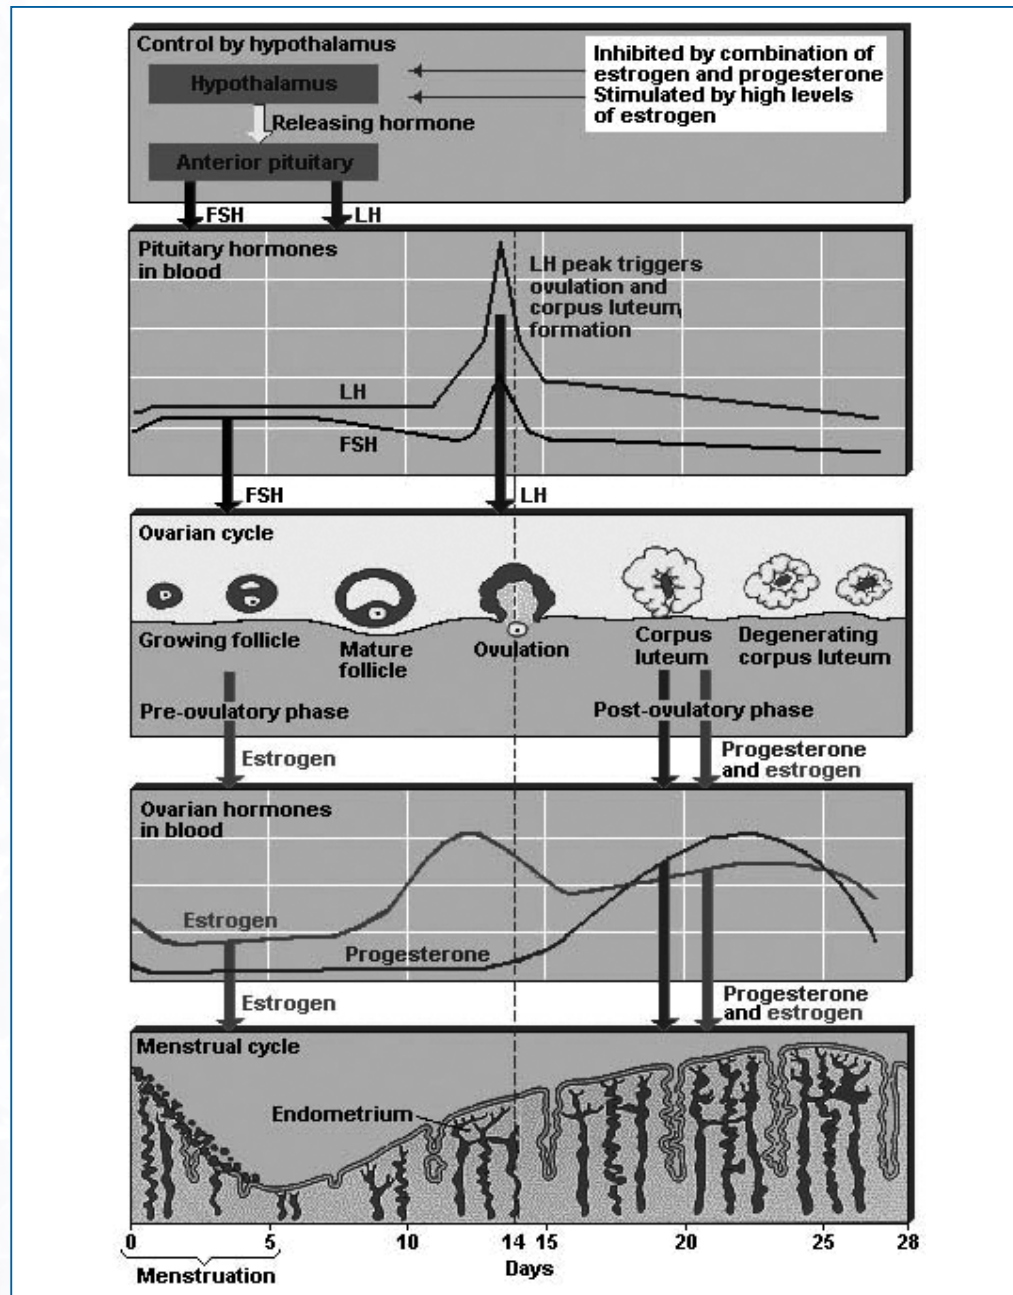 Control by hypothalamus
Hypothalamus
Releasing hormone
Anterior pituitary
Inhibited by combination of
estrogen and progesterone
Stimulated by high levels
of estrogen
FSH
LH
Pituitary hormones
in blood
LH peak triggers
ovulation and
corpus luteum
formation
LH
FSH
FSH
LH
Ovarian cycle
Growing follicle
Mature
follicle
Ovulation
Corpus
luteum
Degenerating
corpus luteum
Pre-ovulatory phase
Post-ovulatory phase
Estrogen
Progesterone
and estrogen
Ovarian hormones
in blood
Estrogen
Progesterone
Estrogen
Progesterone
and estrogen
Menstrual cycle
Endometrium
0 5 10 14 15 20 25 28
Days
Menstruation